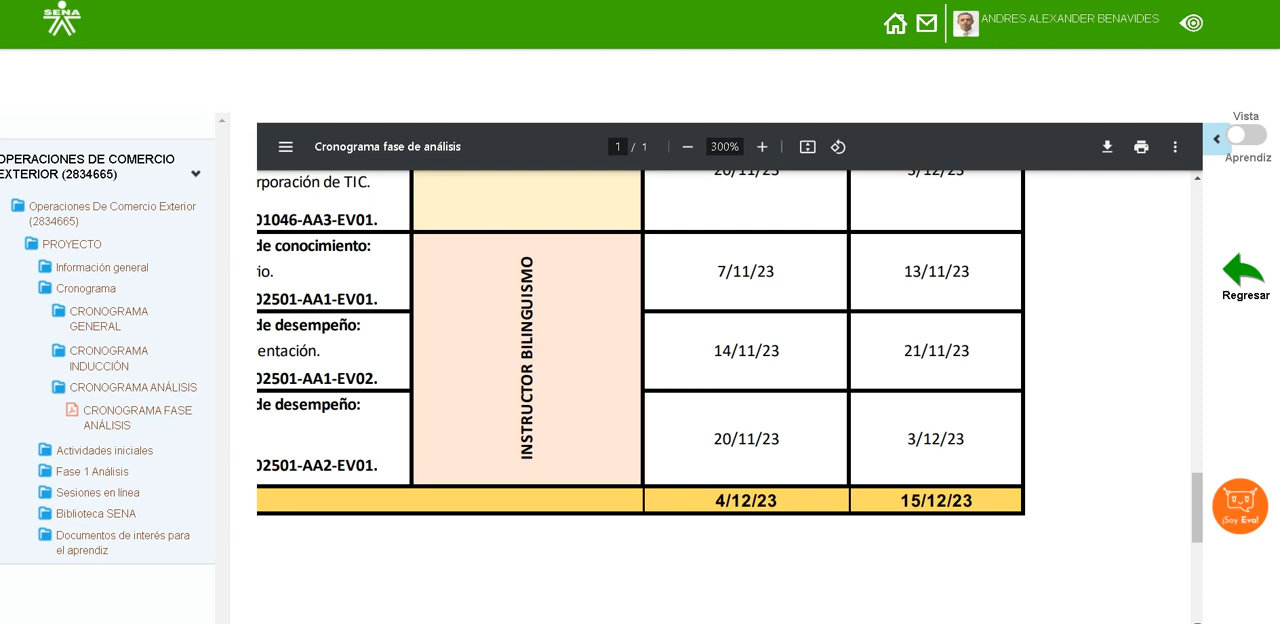 SENA
ANDRES ALEXANDER BENAVIDES
Vista
Aprendiz
OPERACIONES DE COMERCIO
EXTERIOR (2834665)
Operaciones De Comercio Exterior
(2834665)
PROYECTO
Información general
Cronograma
CRONOGRAMA
GENERAL
CRONOGRAMA
INDUCCIÓN
CRONOGRAMA ANÁLISIS
CRONOGRAMA FASE
ANÁLISIS
Actividades iniciales
Fase 1 Análisis
Sesiones en línea
Biblioteca SENA
Documentos de interés para
el aprendiz
Cronograma fase de análisis
1 / 1
300%
rporación de TIC.
01046-AA3-EV01.
20/11/23
3/12/23
de conocimiento:
rio.
02501-AA1-EV01.
INSTRUCTOR BILINGUISMO
7/11/23
13/11/23
de desempeño:
entación.
02501-AA1-EV02.
14/11/23
21/11/23
de desempeño:
02501-AA2-EV01.
20/11/23
3/12/23
4/12/23
15/12/23
Regresar
¡Soy Eva!